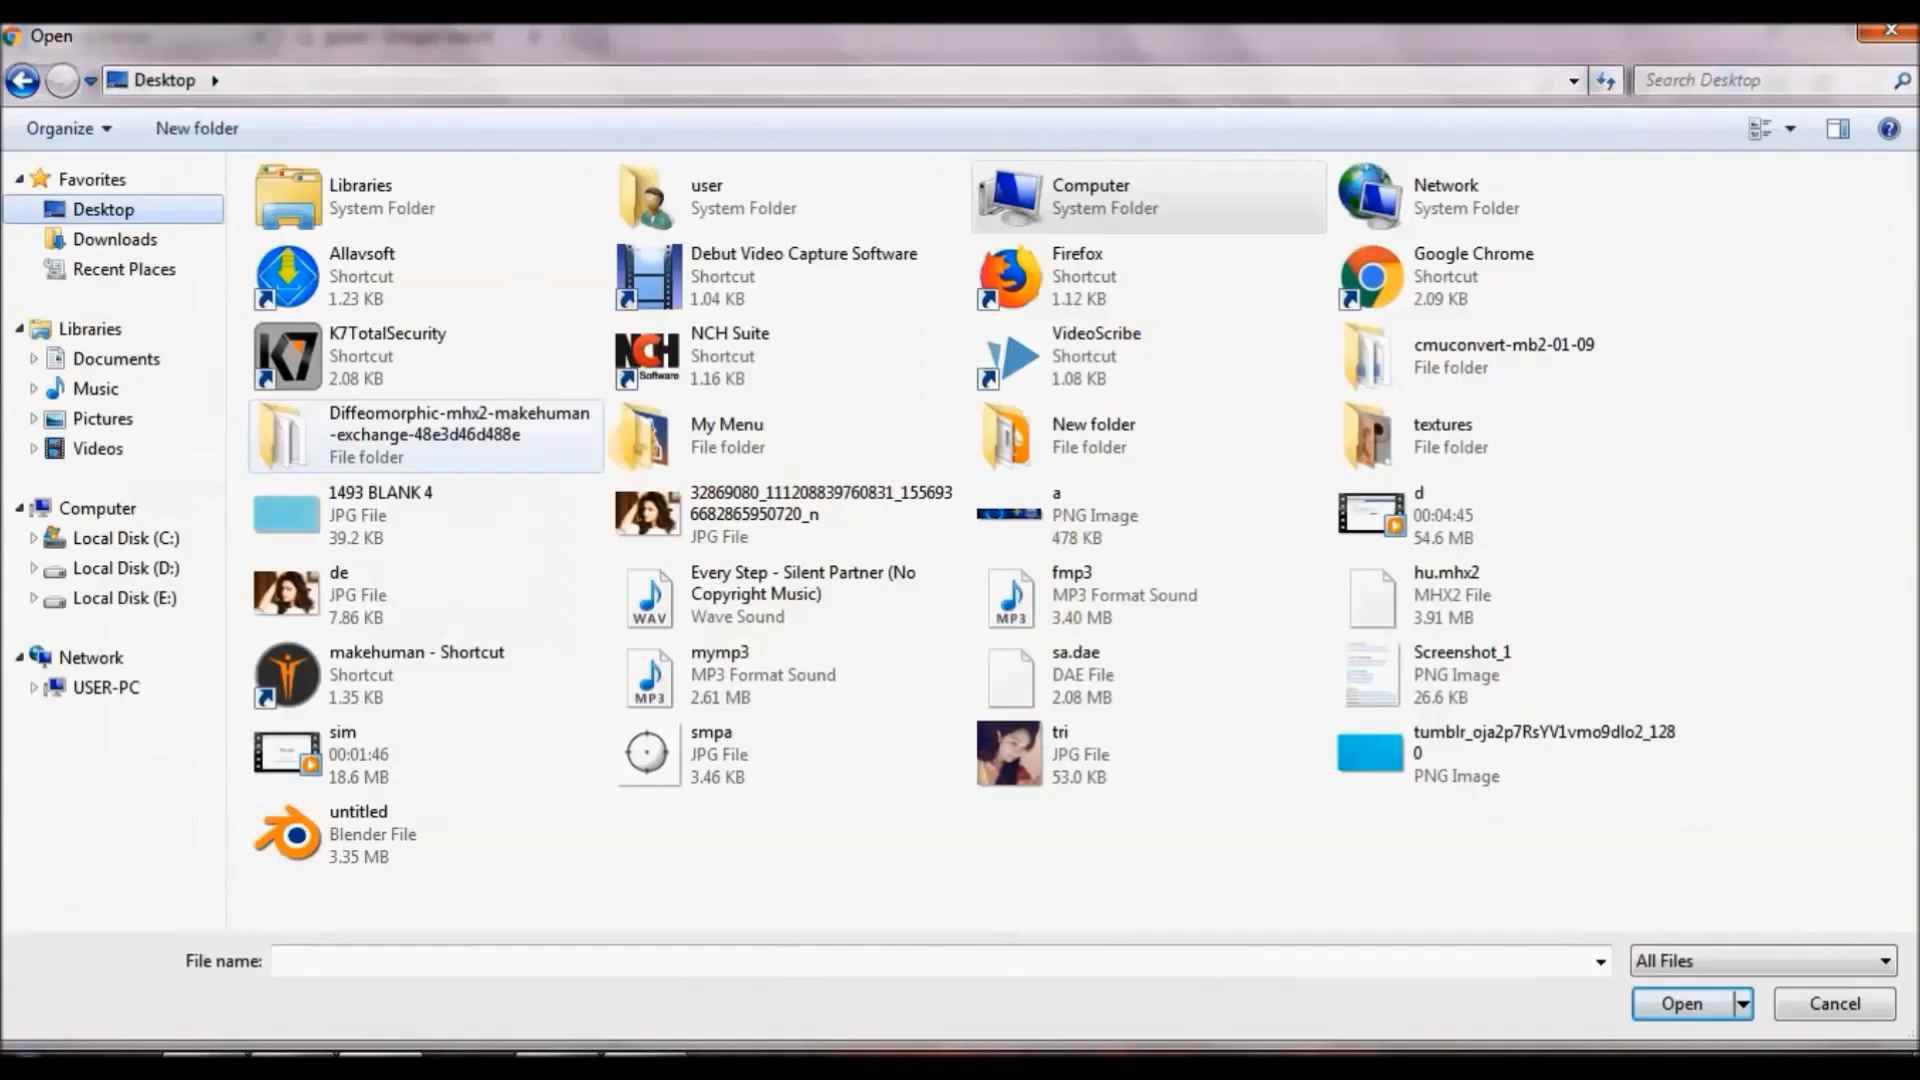 Open
Desktop
Search Desktop
Organize
New folder
Favorites
Desktop
Downloads
Recent Places
Libraries
Documents
Music
Pictures
Videos
Computer
Local Disk (C:)
Local Disk (D:)
Local Disk (E:)
Network
USER-PC
Libraries
System Folder
user
System Folder
Computer
System Folder
Network
System Folder
Allavsoft
Shortcut
1.23 KB
Debut Video Capture Software
Shortcut
1.04 KB
Firefox
Shortcut
1.12 KB
Google Chrome
Shortcut
2.09 KB
K7
K7TotalSecurity
Shortcut
2.08 KB
NCH
Software
NCH Suite
Shortcut
1.16 KB
VideoScribe
Shortcut
1.08 KB
cmuconvert-mb2-01-09
File folder
Diffeomorphic-mhx2-makehuman
-exchange-48e3d46d488e
File folder
My Menu
File folder
New folder
File folder
textures
File folder
1493 BLANK 4
JPG File
39.2 KB
32869080_111208839760831_155693
6682865950720_n
JPG File
a
PNG Image
478 KB
d
00:04:45
54.6 MB
de
JPG File
7.86 KB
WAV
Every Step - Silent Partner (No
Copyright Music)
Wave Sound
MP3
fmp3
MP3 Format Sound
3.40 MB
hu.mhx2
MHX2 File
3.91 MB
makehuman - Shortcut
Shortcut
1.35 KB
MP3
mymp3
MP3 Format Sound
2.61 MB
sa.dae
DAE File
2.08 MB
Screenshot_1
PNG Image
26.6 KB
sim
00:01:46
18.6 MB
smpa
JPG File
3.46 KB
tri
JPG File
53.0 KB
tumblr_oja2p7RsYV1vmo9dlo2_128
0
PNG Image
untitled
Blender File
3.35 MB
File name:
All Files
Open
Cancel